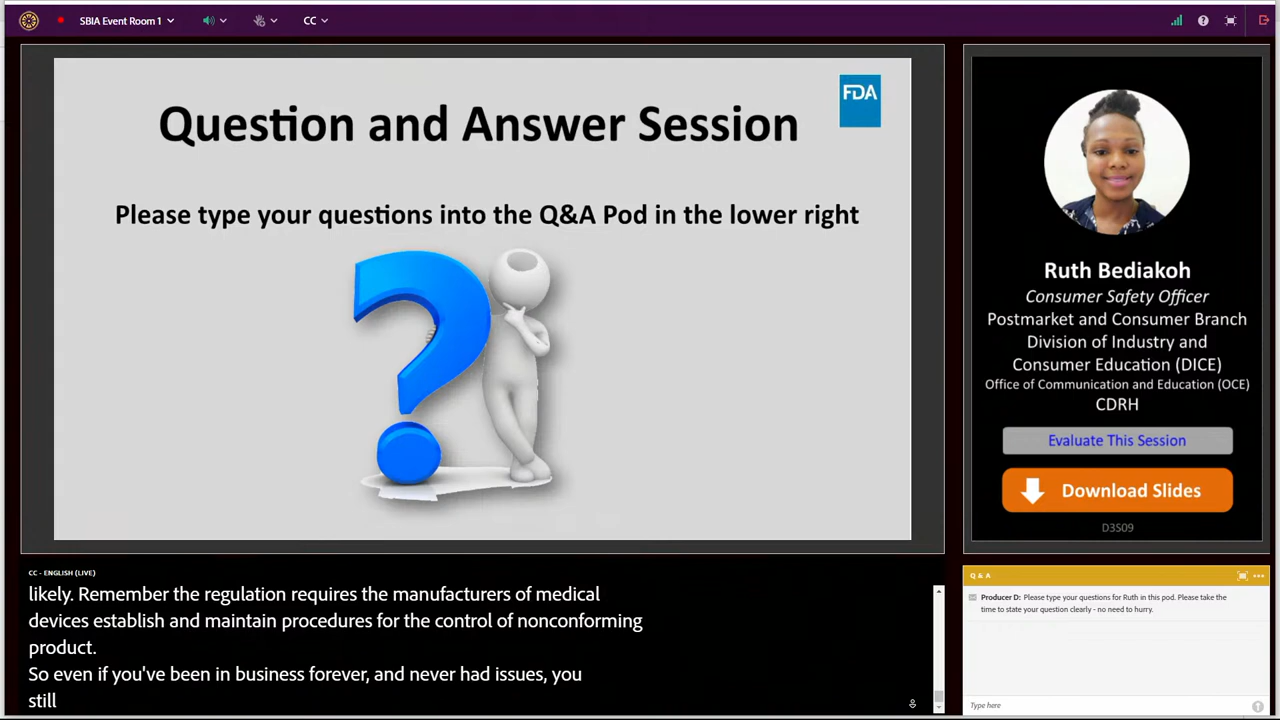 SBIA Event Room 1
CC
FDA
Question and Answer Session
Please type your questions into the Q&A Pod in the lower right
Ruth Bediakoh
Consumer Safety Officer
Postmarket and Consumer Branch
Division of Industry and
Consumer Education (DICE)
Office of Communication and Education (OCE)
CDRH
Evaluate This Session
Download Slides
D3S09
CC - ENGLISH (LIVE)
likely. Remember the regulation requires the manufacturers of medical
devices establish and maintain procedures for the control of nonconforming
product.
So even if you've been in business forever, and never had issues, you
still
Q & A
Producer D: Please type your questions for Ruth in this pod. Please take the
time to state your question clearly - no need to hurry.
Type here